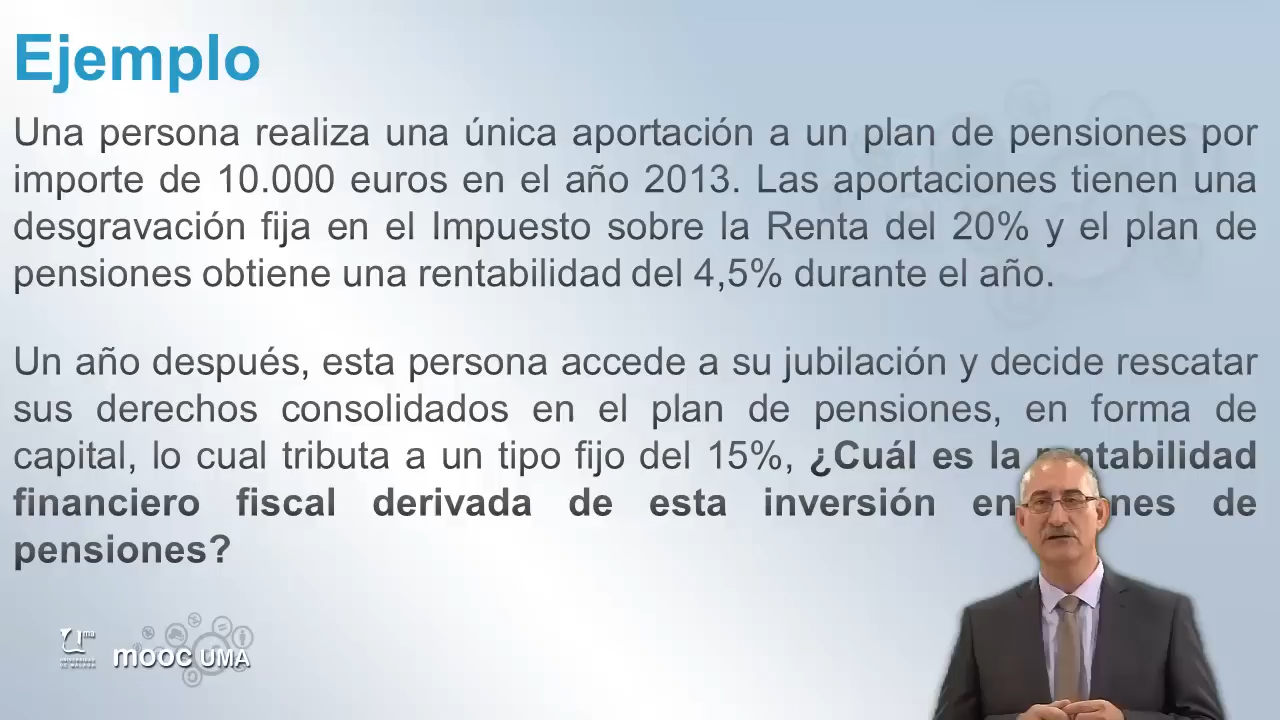 Ejemplo
Una persona realiza una única aportación a un plan de pensiones por
importe de 10.000 euros en el año 2013. Las aportaciones tienen una
desgravación fija en el Impuesto sobre la Renta del 20% y el plan de
pensiones obtiene una rentabilidad del 4,5% durante el año.
Un año después, esta persona accede a su jubilación y decide rescatar
sus derechos consolidados en el plan de pensiones, en forma de
capital, lo cual tributa a un tipo fijo del 15%, ¿Cuál es la rentabilidad
financiero fiscal derivada de esta inversión en de
pensiones?
uma
mooc UMA